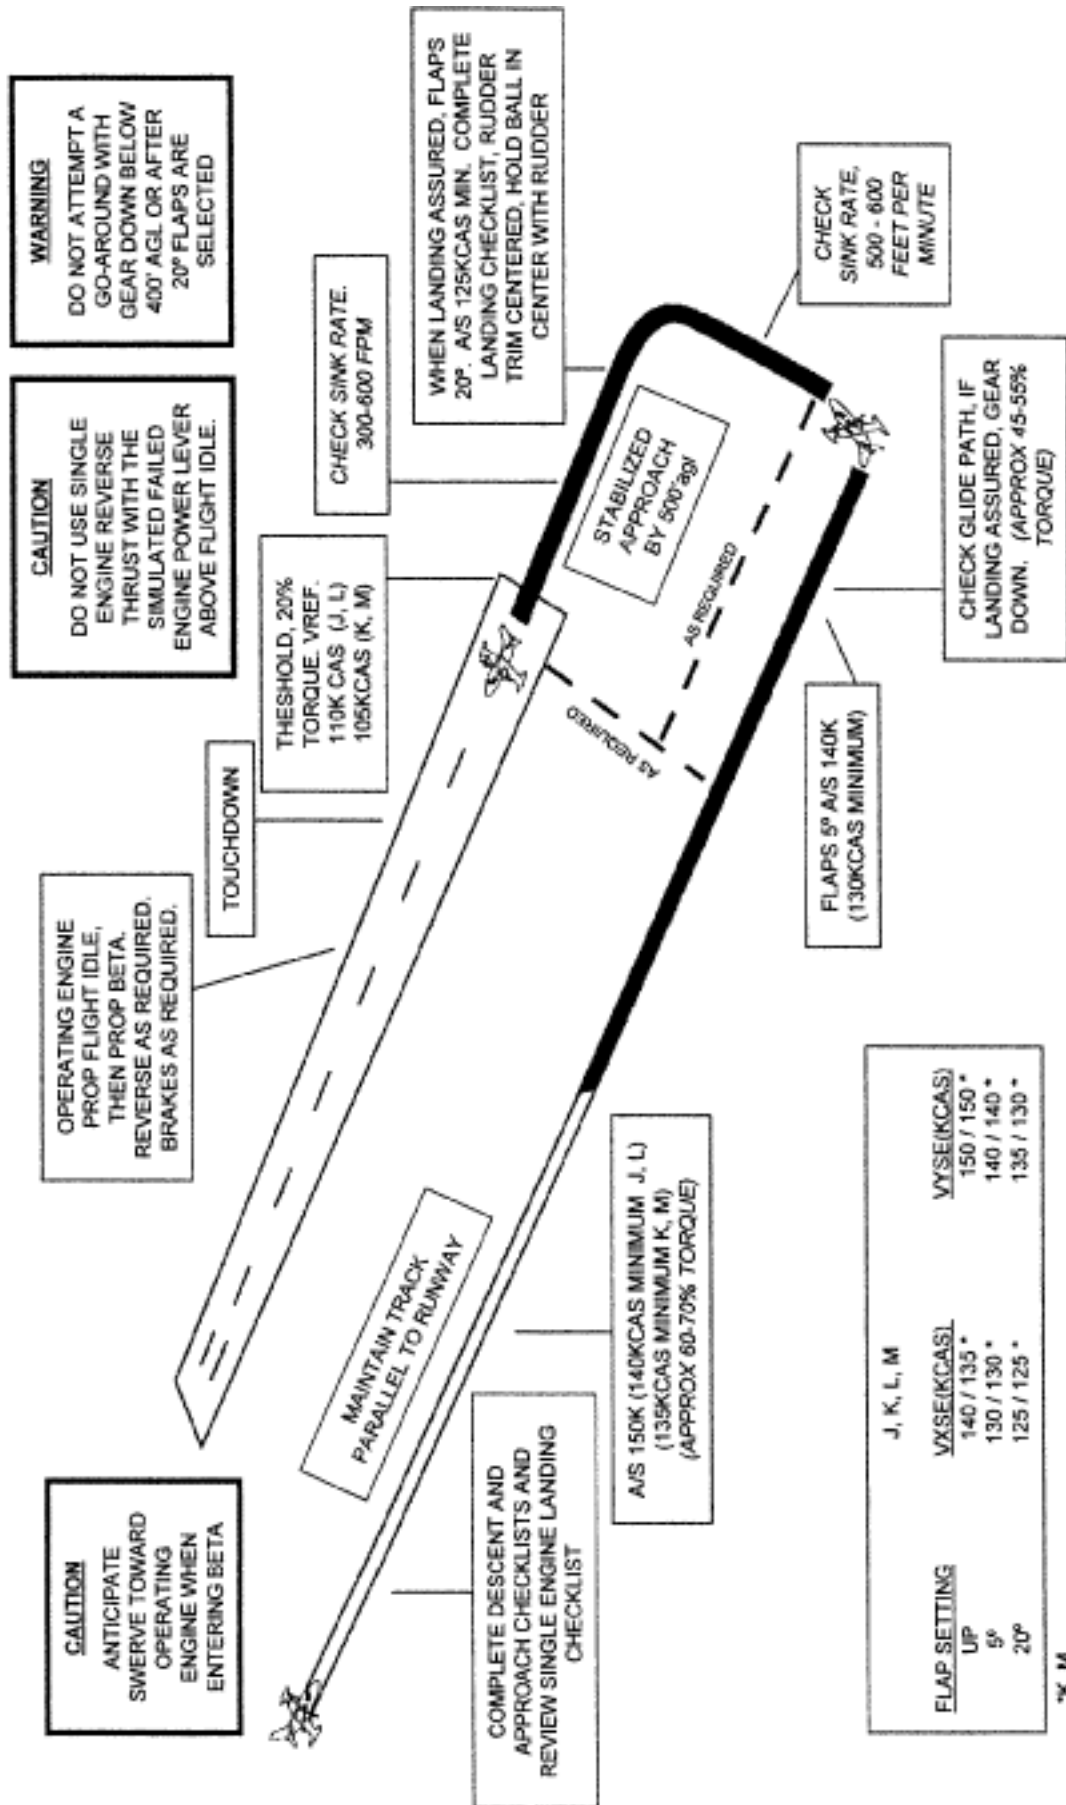 CAUTION
ANTICIPATE
SWERVE TOWARD
OPERATING
ENGINE WHEN
ENTERING BETA
OPERATING ENGINE
PROP FLIGHT IDLE,
THEN PROP BETA.
REVERSE AS REQUIRED.
BRAKES AS REQUIRED.
TOUCHDOWN
CAUTION
DO NOT USE SINGLE
ENGINE REVERSE
THRUST WITH THE
SIMULATED FAILED
ENGINE POWER LEVER
ABOVE FLIGHT IDLE.
WARNING
DO NOT ATTEMPT A
GO-AROUND WITH
GEAR DOWN BELOW
400' AGL OR AFTER
20º FLAPS ARE
SELECTED
THESHOLD, 20%
TORQUE. VREF.
110K CAS (J, L)
105KCAS (K, M)
CHECK SINK RATE.
300-600 FPM
WHEN LANDING ASSURED, FLAPS
20º. A/S 125KCAS MIN. COMPLETE
LANDING CHECKLIST, RUDDER
TRIM CENTERED, HOLD BALL IN
CENTER WITH RUDDER
MAINTAIN TRACK
PARALLEL TO RUNWAY
AS REQUIRED
AS REQUIRED
STABILIZED
APPROACH
BY 500'agl
COMPLETE DESCENT AND
APPROACH CHECKLISTS AND
REVIEW SINGLE ENGINE LANDING
CHECKLIST
A/S 150K (140KCAS MINIMUM J, L)
(135KCAS MINIMUM K, M)
(APPROX 60-70% TORQUE)
FLAPS 5º A/S 140K
(130KCAS MINIMUM)
CHECK
SINK RATE,
500 - 600
FEET PER
MINUTE
CHECK GLIDE PATH, IF
LANDING ASSURED, GEAR
DOWN. (APPROX 45-55%
TORQUE)
J, K, L, M
FLAP SETTING VXSE(KCAS) VYSE(KCAS)
UP 140 / 135 * 150 / 150 *
5º 130 / 130 * 140 / 140 *
20º 125 / 125 * 135 / 130 *
*K, M